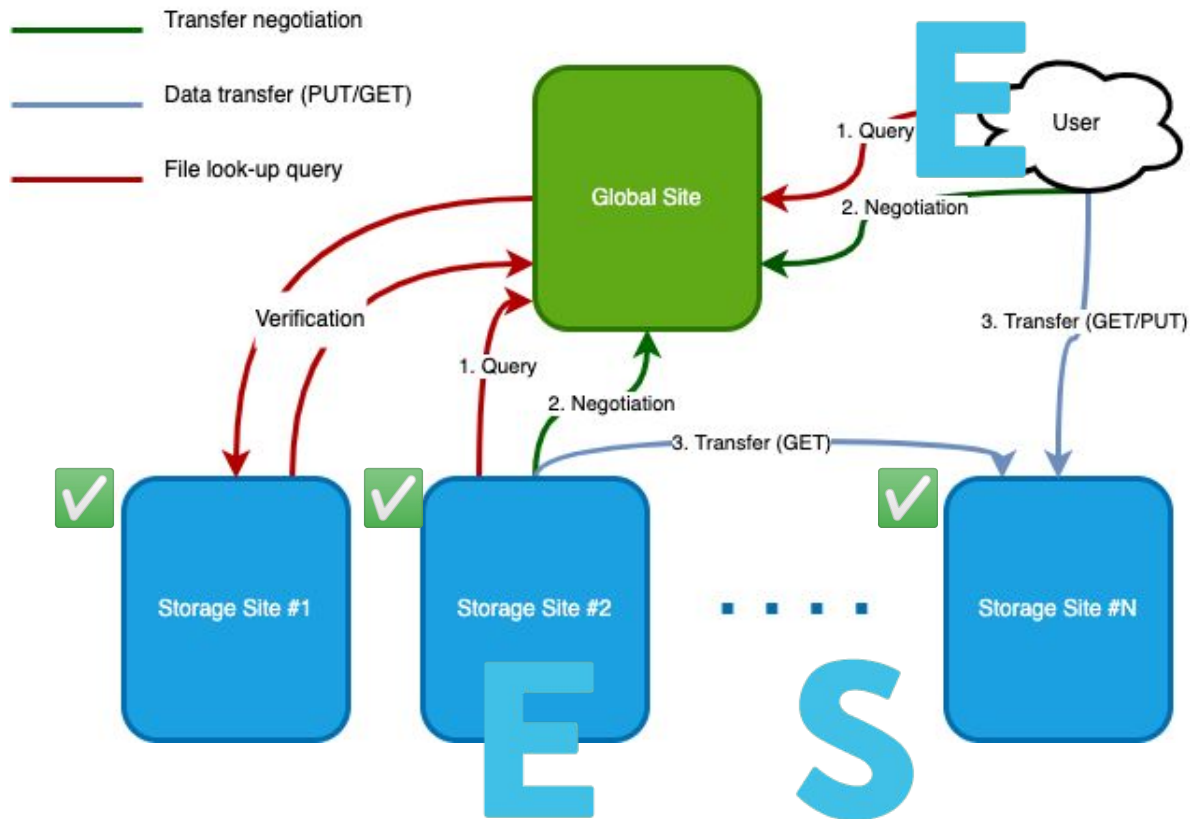 Transfer negotiation
Data transfer (PUT/GET)
File look-up query
E
User
1. Query
Global Site
2. Negotiation
Verification
3. Transfer (GET/PUT)
1. Query
2. Negotiation
3. Transfer (GET)
Storage Site #1
Storage Site #2
Storage Site #N
E
S